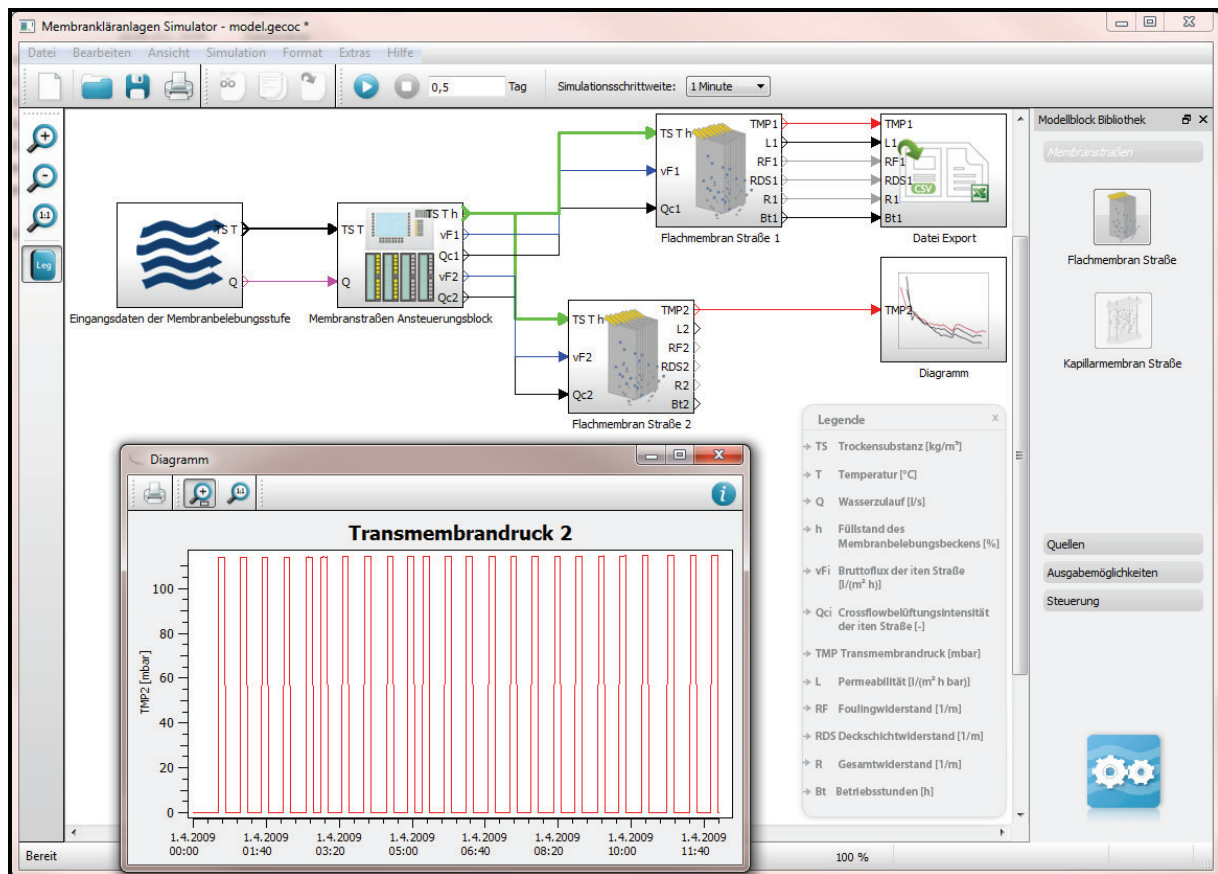 Membrankläranlagen Simulator - model.gecoc *
Datei Bearbeiten Ansicht Simulation Format Extras Hilfe
0,5 Tag Simulationsschrittweite: 1 Minute
1:1
Leg
TS T
Q
Eingangsdaten der Membranbelebungsstufe
TS T
Q
TS T h
vF1
Qc1
vF2
Qc2
Membranstraßen Ansteuerungsblock
TS T h
vF1
Qc1
TMP1
L1
RF1
RDS1
R1
Bt1
Flachmembran Straße 1
TMP1
L1
RF1
RDS1
R1
Bt1
CSV
Datei Export
TS T h
vF2
Qc2
TMP2
L2
RF2
RDS2
R2
Bt2
Flachmembran Straße 2
TMP2
Diagramm
Legende x
TS Trockensubstanz [kg/m³]
T Temperatur [°C]
Q Wasserzulauf [l/s]
h Füllstand des
Membranbelebungsbeckens [%]
vFi Bruttoflux der iten Straße
[l/(m² h)]
Qci Crossflowbelüftungsintensität
der iten Straße [-]
TMP Transmembrandruck [mbar]
L Permeabilität [l/(m² h bar)]
RF Foulingwiderstand [1/m]
RDS Deckschichtwiderstand [1/m]
R Gesamtwiderstand [1/m]
Bt Betriebsstunden [h]
Modellblock Bibliothek
Membranstraßen
Flachmembran Straße
Kapillarmembran Straße
Quellen
Ausgabemöglichkeiten
Steuerung
Diagramm
1:1
i
Transmembrandruck 2
TMP2 [mbar]
100
80
60
40
20
0
1.4.2009 1.4.2009 1.4.2009 1.4.2009 1.4.2009 1.4.2009 1.4.2009 1.4.2009
00:00 01:40 03:20 05:00 06:40 08:20 10:00 11:40
Bereit 100 %